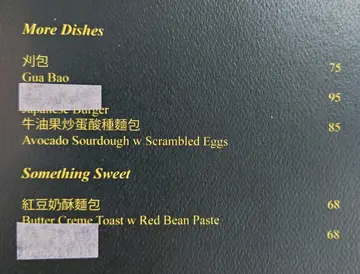 More Dishes
刈包 75
Gua Bao
95
Japanese Burger
牛油果炒蛋酸種麵包 85
Avocado Sourdough w Scrambled Eggs
Something Sweet
紅豆奶酥麵包 68
Butter Creme Toast w Red Bean Paste
68